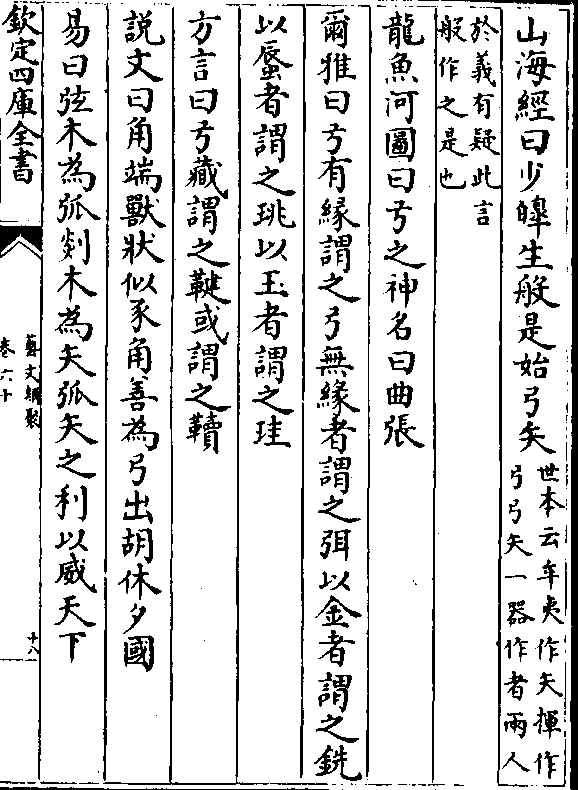 山海經曰少皥生般是始弓矢世本云牟夷作矢揮作弓弓矢一器作者兩人
於義有疑此言般作之是也
龍魚河圖曰弓之神名曰曲張
爾雅曰弓有緣謂之弓無緣者謂之弭以金者謂之銑
以蜃者謂之珧以玉者謂之珪
方言曰弓藏謂之鞬或謂之韥
說文曰角端獸狀似豕角善為弓出胡休夕國
易曰弦木為弧剡木為矢弧矢之利以威天下
欽定四庫全書
藝文類聚
卷六十
十八